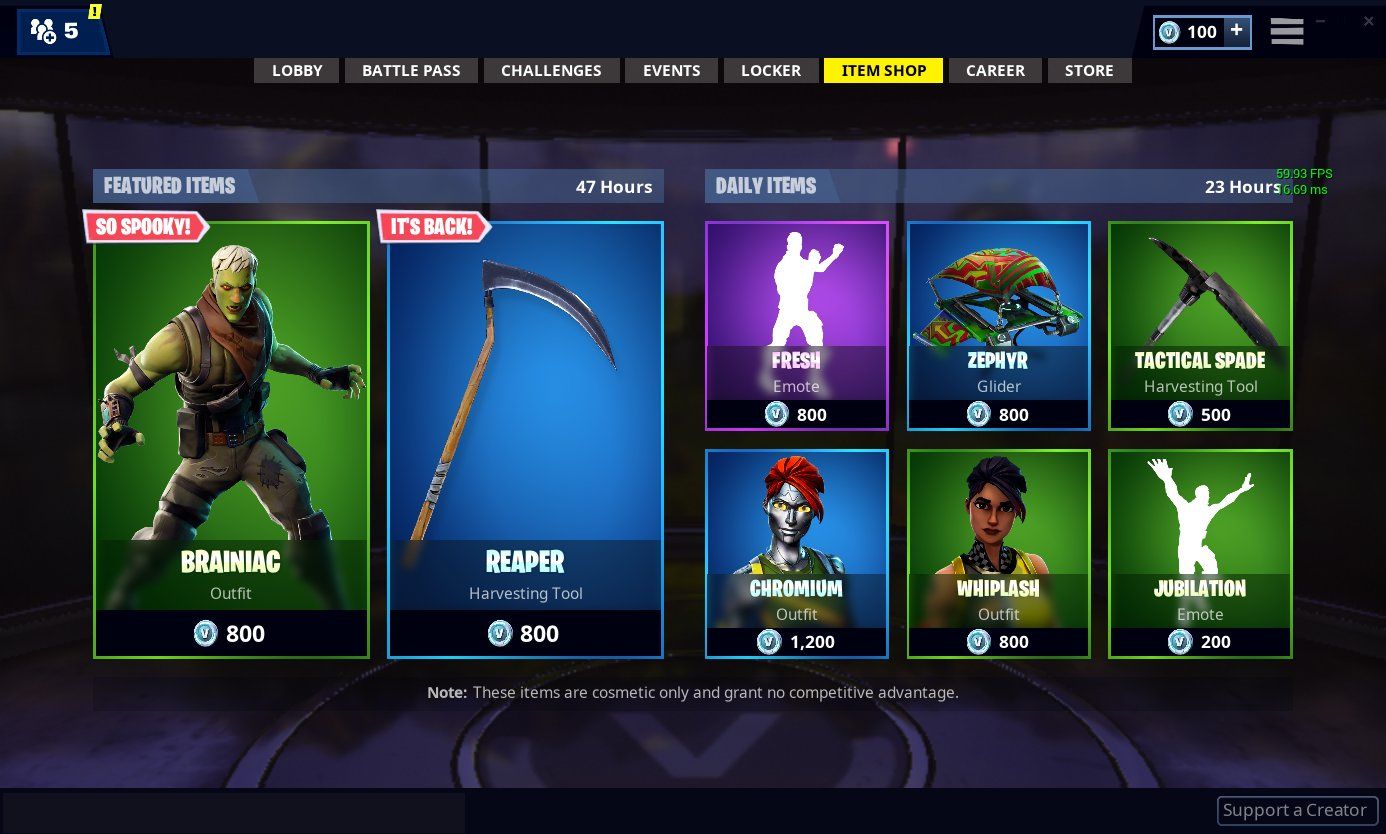 5
!
100 +
LOBBY
BATTLE PASS
CHALLENGES
EVENTS
LOCKER
ITEM SHOP
CAREER
STORE
FEATURED ITEMS
47 Hours
SO SPOOKY!
BRAINIAC
Outfit
800
IT'S BACK!
REAPER
Harvesting Tool
800
DAILY ITEMS
23 Hours
59.93 FPS
16.69 ms
FRESH
Emote
800
ZEPHYR
Glider
800
TACTICAL SPADE
Harvesting Tool
500
CHROMIUM
Outfit
1,200
WHIPLASH
Outfit
800
JUBILATION
Emote
200
Note: These items are cosmetic only and grant no competitive advantage.
Support a Creator